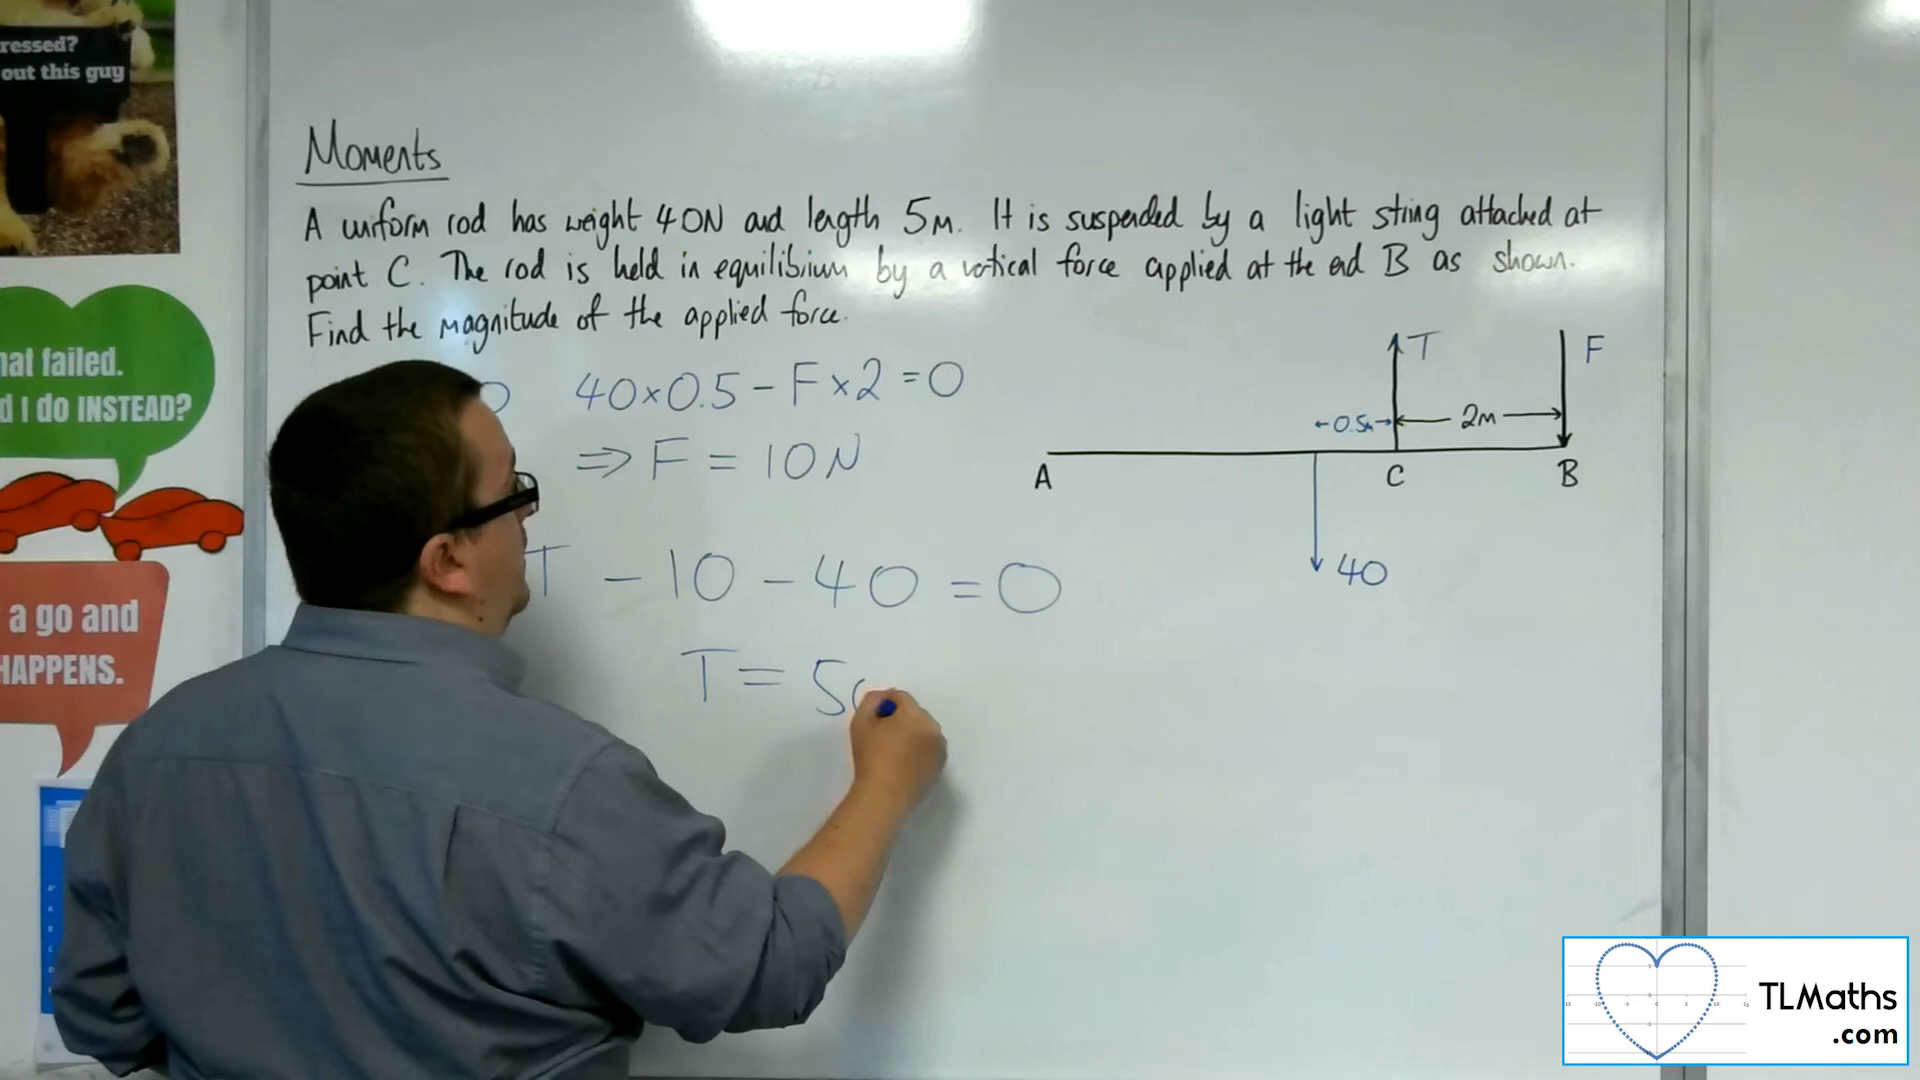 ressed?
out this guy
hat failed.
d I do INSTEAD?
a go and
HAPPENS.
Moments
A uniform rod has weight 40N and length 5m. It is suspended by a light string attached at
point C. The rod is held in equilibrium by a vertical force applied at the end B as shown.
Find the magnitude of the applied force.
40×0.5 - F×2 = 0
⇒ F = 10N
T - 10 - 40 = 0
T = 50
T
F
0.5m
2m
A
C
B
40
TLMaths
.com